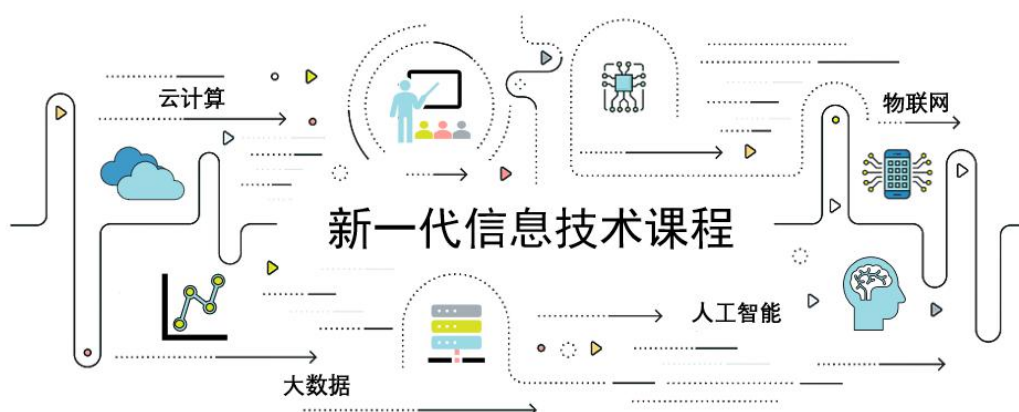 云计算
物联网
新一代信息技术课程
人工智能
大数据